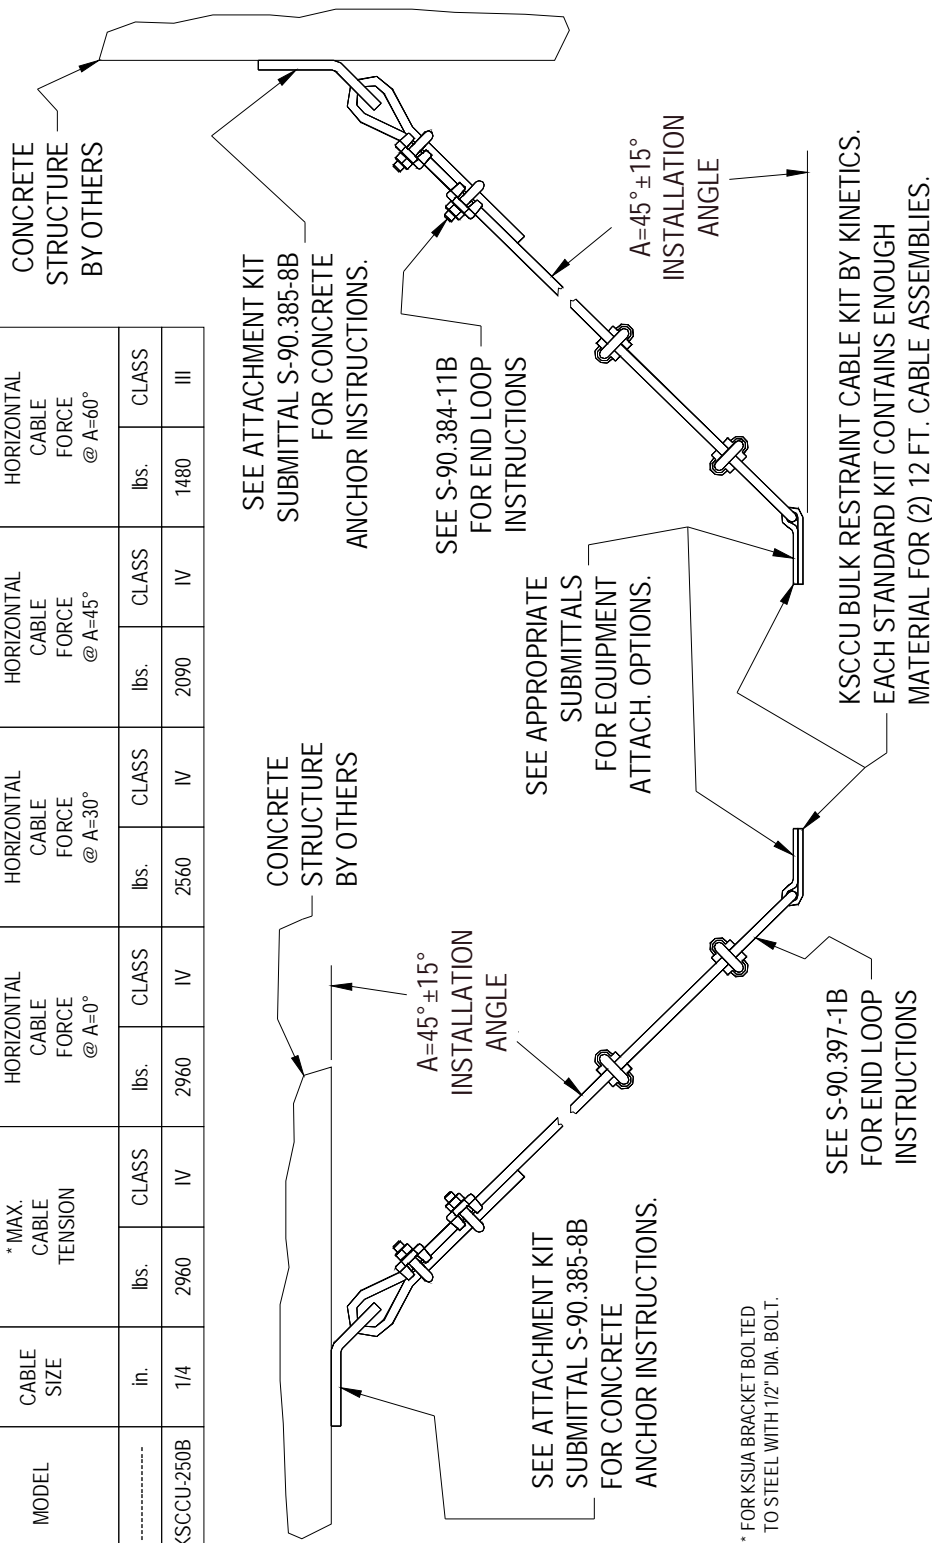 MODEL
CABLE
SIZE
* MAX.
CABLE
TENSION
HORIZONTAL
CABLE
FORCE
@ A=0°
HORIZONTAL
CABLE
FORCE
@ A=30°
HORIZONTAL
CABLE
FORCE
@ A=45°
HORIZONTAL
CABLE
FORCE
@ A=60°
------------- in. lbs. CLASS lbs. CLASS lbs. CLASS lbs. CLASS lbs. CLASS
KSCCU-250B 1/4 2960 IV 2960 IV 2560 IV 2090 IV 1480 III
CONCRETE
STRUCTURE
BY OTHERS
CONCRETE
STRUCTURE
BY OTHERS
SEE ATTACHMENT KIT
SUBMITTAL S-90.385-8B
FOR CONCRETE
ANCHOR INSTRUCTIONS.
A=45°±15°
INSTALLATION
ANGLE
SEE S-90.384-11B
FOR END LOOP
INSTRUCTIONS
A=45°±15°
INSTALLATION
ANGLE
SEE ATTACHMENT KIT
SUBMITTAL S-90.385-8B
FOR CONCRETE
ANCHOR INSTRUCTIONS.
SEE APPROPRIATE
SUBMITTALS
FOR EQUIPMENT
ATTACH. OPTIONS.
SEE S-90.397-1B
FOR END LOOP
INSTRUCTIONS
KSCCU BULK RESTRAINT CABLE KIT BY KINETICS.
EACH STANDARD KIT CONTAINS ENOUGH
MATERIAL FOR (2) 12 FT. CABLE ASSEMBLIES.
* FOR KSUA BRACKET BOLTED
TO STEEL WITH 1/2" DIA. BOLT.